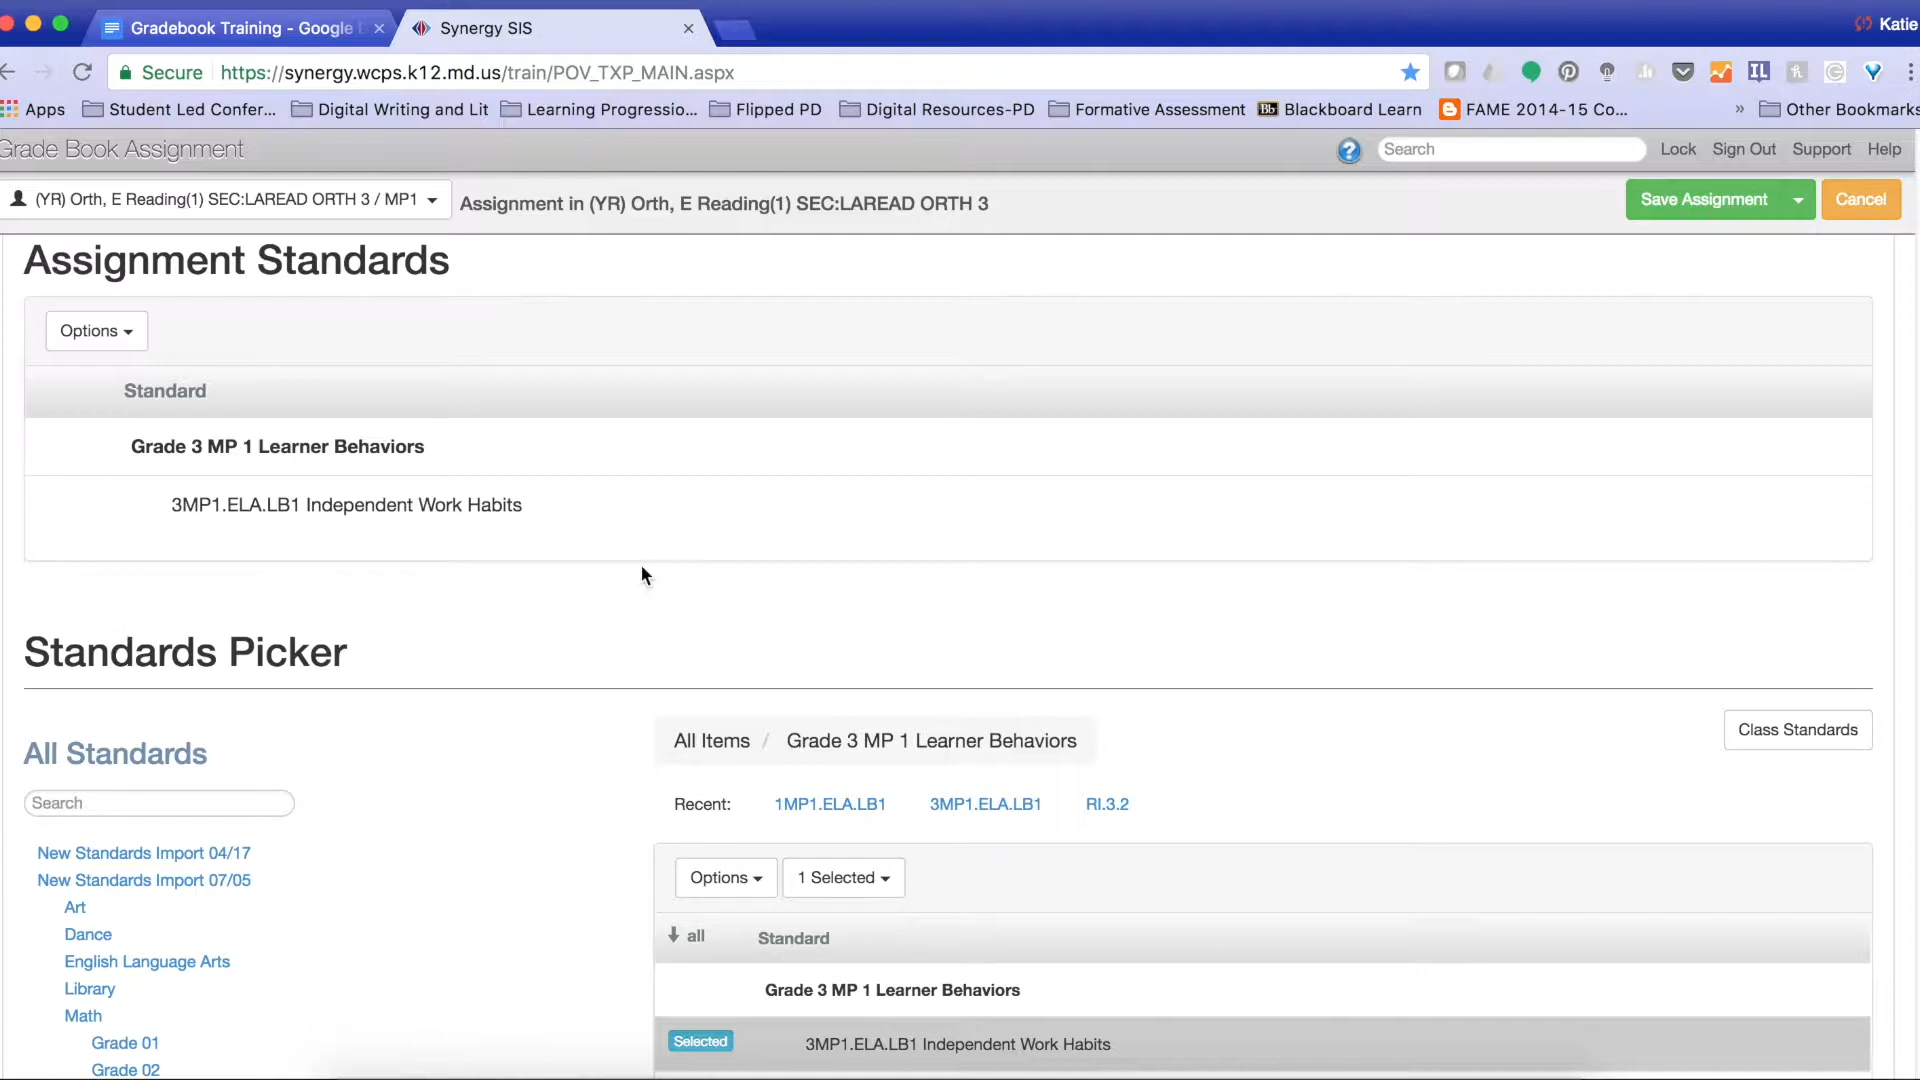 Gradebook Training - Google
Synergy SIS
Katie
Secure https://synergy.wcps.k12.md.us/train/POV_TXP_MAIN.aspx
Apps Student Led Confer... Digital Writing and Lit Learning Progressio... Flipped PD Digital Resources-PD Formative Assessment Bb Blackboard Learn FAME 2014-15 Co... » Other Bookmarks
Grade Book Assignment
Search Lock Sign Out Support Help
(YR) Orth, E Reading(1) SEC:LAREAD ORTH 3 / MP1
Assignment in (YR) Orth, E Reading(1) SEC:LAREAD ORTH 3
Save Assignment Cancel
Assignment Standards
Options
Standard
Grade 3 MP 1 Learner Behaviors
3MP1.ELA.LB1 Independent Work Habits
Standards Picker
All Items / Grade 3 MP 1 Learner Behaviors
Class Standards
All Standards
Search
Recent: 1MP1.ELA.LB1 3MP1.ELA.LB1 RI.3.2
New Standards Import 04/17
New Standards Import 07/05
Art
Dance
English Language Arts
Library
Math
Grade 01
Grade 02
Options 1 Selected
all Standard
Grade 3 MP 1 Learner Behaviors
Selected 3MP1.ELA.LB1 Independent Work Habits